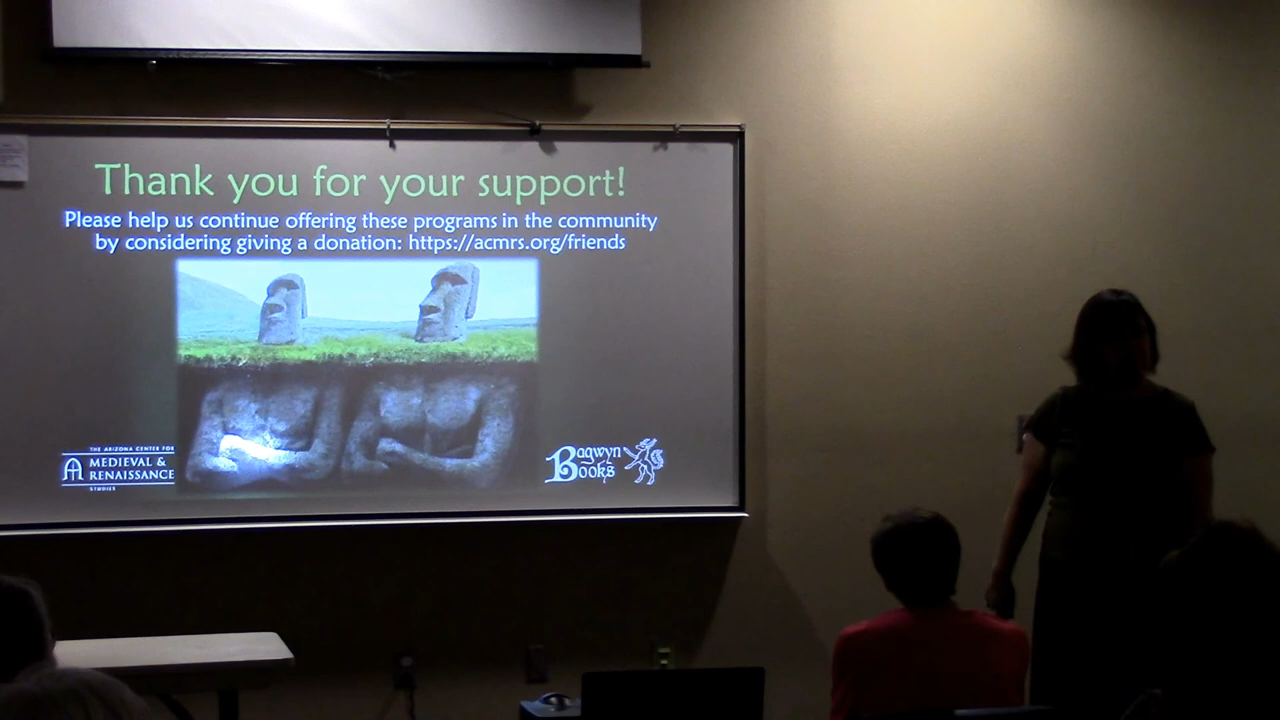 Thank you for your support!
Please help us continue offering these programs in the community
by considering giving a donation: https://acmrs.org/friends
THE ARIZONA CENTER FOR
MEDIEVAL &
RENAISSANCE
STUDIES
Bagwyn
Books